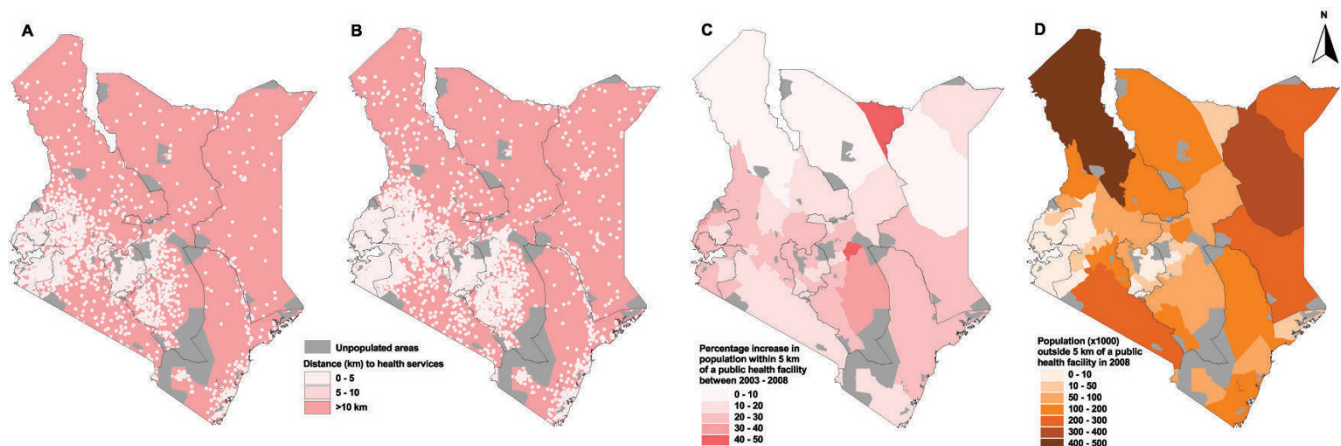 A
B
C
D
N
Unpopulated areas
Distance (km) to health services
0 - 5
5 - 10
>10 km
Percentage increase in
population within 5 km
of a public health facility
between 2003 - 2008
0 - 10
10 - 20
20 - 30
30 - 40
40 - 50
Population (x1000)
outside 5 km of a public
health facility in 2008
0 - 10
10 - 50
50 - 100
100 - 200
200 - 300
300 - 400
400 - 500